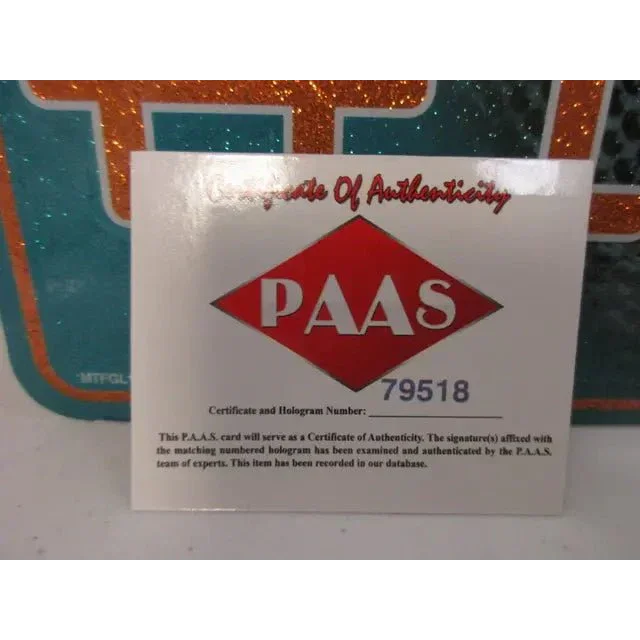 Certificate Of Authenticity
PAAS
79518
Certificate and Hologram Number:
This P.A.A.S. card will serve as a Certificate of Authenticity. The signature(s) affixed with
the matching numbered hologram has been examined and authenticated by the P.A.A.S.
team of experts. This item has been recorded in our database.